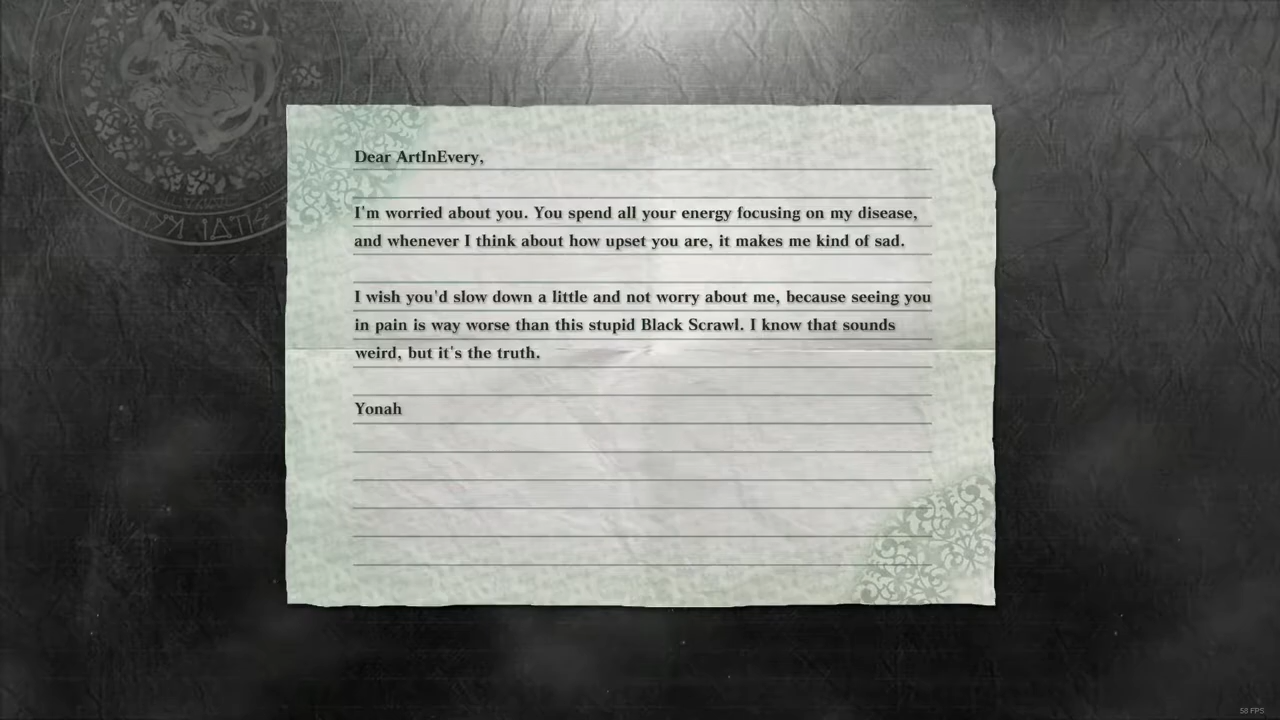 Dear ArtInEvery,
I'm worried about you. You spend all your energy focusing on my disease,
and whenever I think about how upset you are, it makes me kind of sad.
I wish you'd slow down a little and not worry about me, because seeing you
in pain is way worse than this stupid Black Scrawl. I know that sounds
weird, but it's the truth.
Yonah
58 FPS